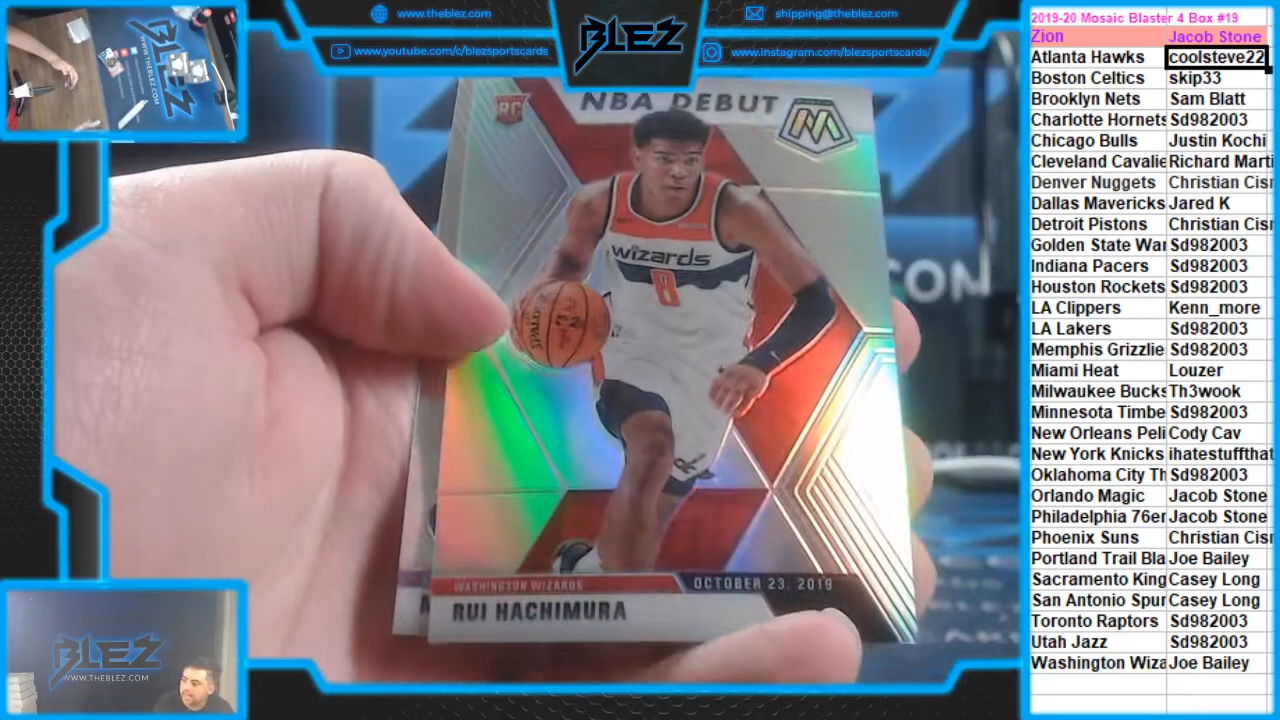 www.theblez.com
shipping@theblez.com
www.youtube.com/c/blezsportscards
BLEZ
www.instagram.com/blezsportscards/
BLEZ
WWW.THEBLEZ.COM
RC
NBA DEBUT
CON
wizards
8
SPALDING
WASHINGTON WIZARDS
OCTOBER 23, 2019
RUI HACHIMURA
BLEZ
WWW.THEBLEZ.COM
2019-20 Mosaic Blaster 4 Box #19
Zion Jacob Stone
Atlanta Hawks coolsteve22
Boston Celtics skip33
Brooklyn Nets Sam Blatt
Charlotte Hornets Sd982003
Chicago Bulls Justin Kochi
Cleveland Cavalie Richard Marti
Denver Nuggets Christian Cisn
Dallas Mavericks Jared K
Detroit Pistons Christian Cisn
Golden State War Sd982003
Indiana Pacers Sd982003
Houston Rockets Sd982003
LA Clippers Kenn_more
LA Lakers Sd982003
Memphis Grizzlie Sd982003
Miami Heat Louzer
Milwaukee Bucks Th3wook
Minnesota Timbe Sd982003
New Orleans Peli Cody Cav
New York Knicks ihatestuffthat
Oklahoma City Th Sd982003
Orlando Magic Jacob Stone
Philadelphia 76er Jacob Stone
Phoenix Suns Christian Cisn
Portland Trail Bla Joe Bailey
Sacramento King Casey Long
San Antonio Spur Casey Long
Toronto Raptors Sd982003
Utah Jazz Sd982003
Washington Wiza Joe Bailey